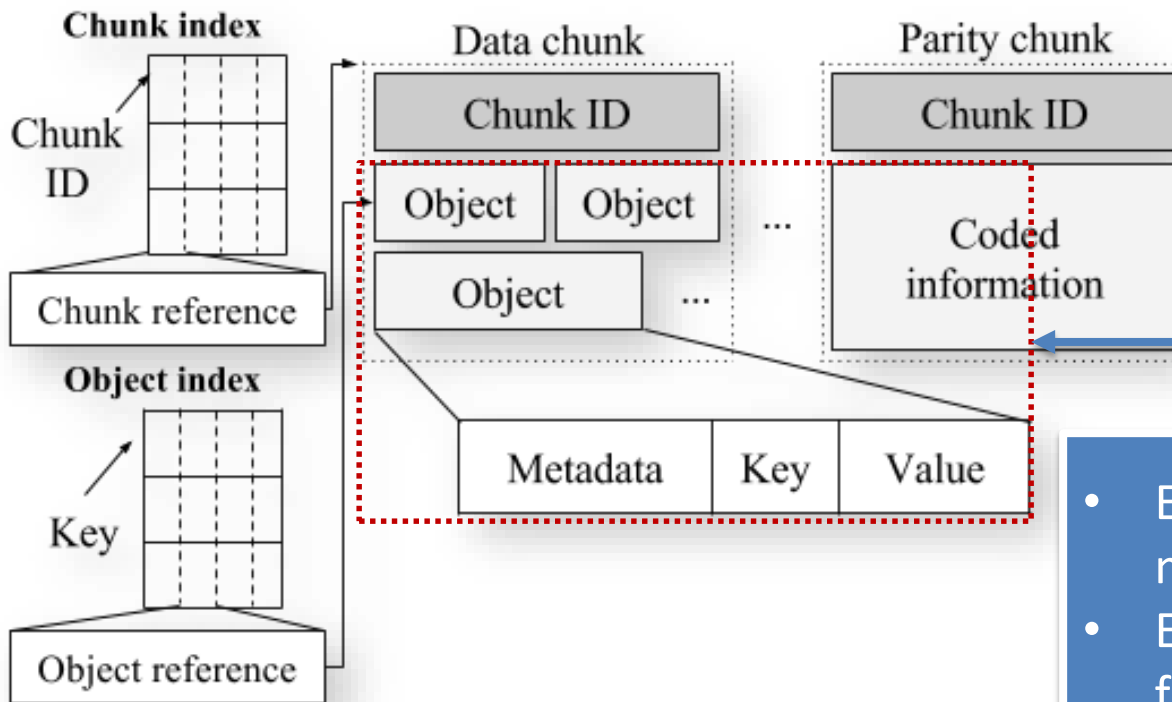 Chunk index
Chunk
ID
Chunk reference
Object index
Key
Object reference
Data chunk
Chunk ID
Object
Object
...
Object
...
Metadata
Key
Value
Parity chunk
Chunk ID
Coded
information
•
•